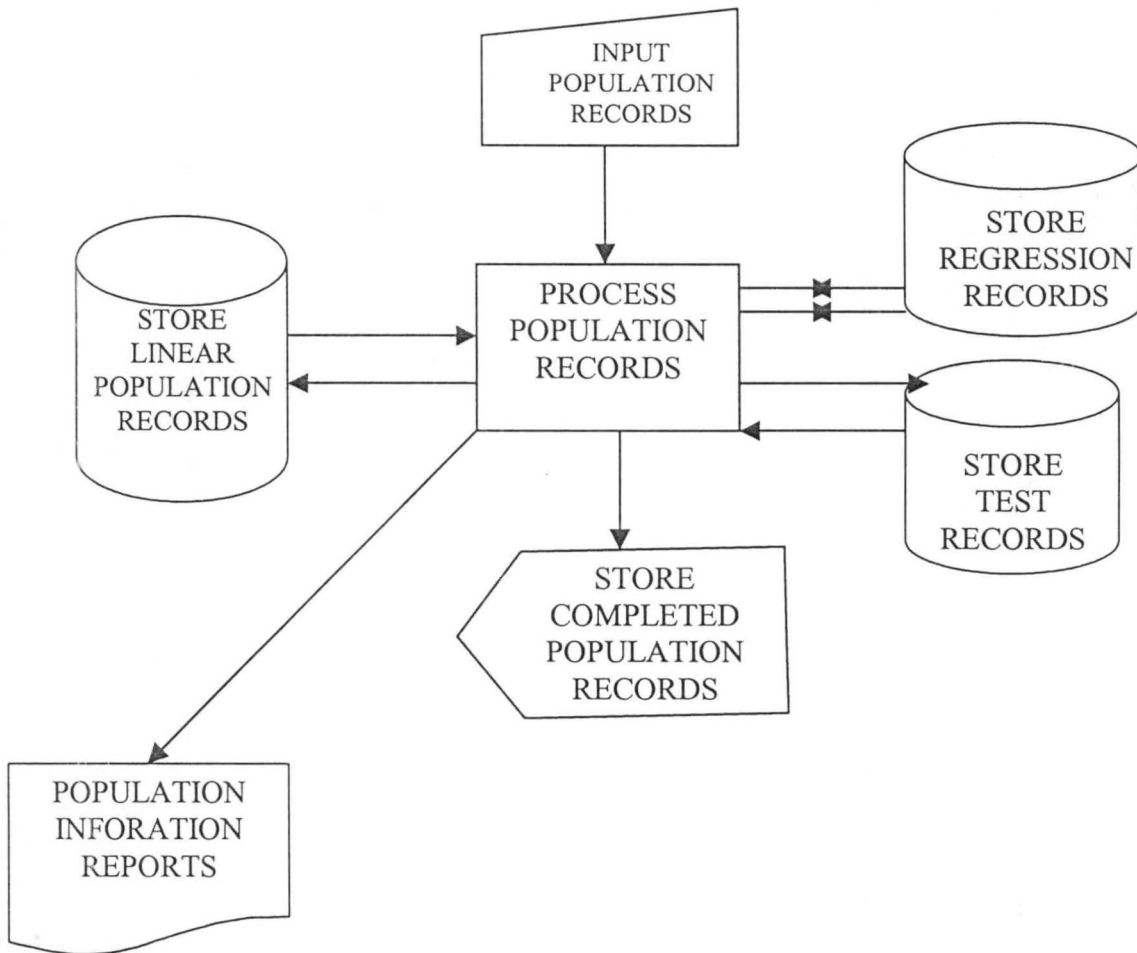 INPUT
POPULATION
RECORDS
STORE
REGRESSION
RECORDS
PROCESS
POPULATION
RECORDS
STORE
LINEAR
POPULATION
RECORDS
STORE
TEST
RECORDS
STORE
COMPLETED
POPULATION
RECORDS
POPULATION
INFORATION
REPORTS